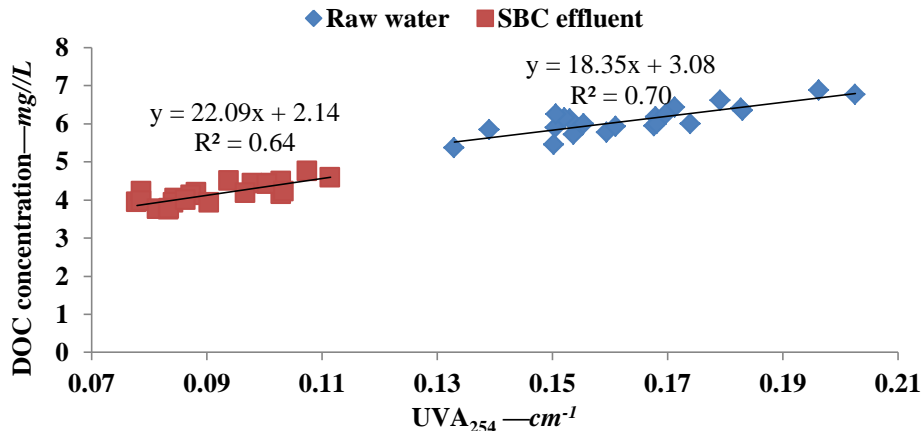 Raw water
SBC effluent
y = 22.09x + 2.14
R² = 0.64
y = 18.35x + 3.08
R² = 0.70
8
7
6
5
4
3
2
1
0
DOC concentration—mg//L
0.07
0.09
0.11
0.13
0.15
0.17
0.19
0.21
UVA₂₅₄ —cm⁻¹